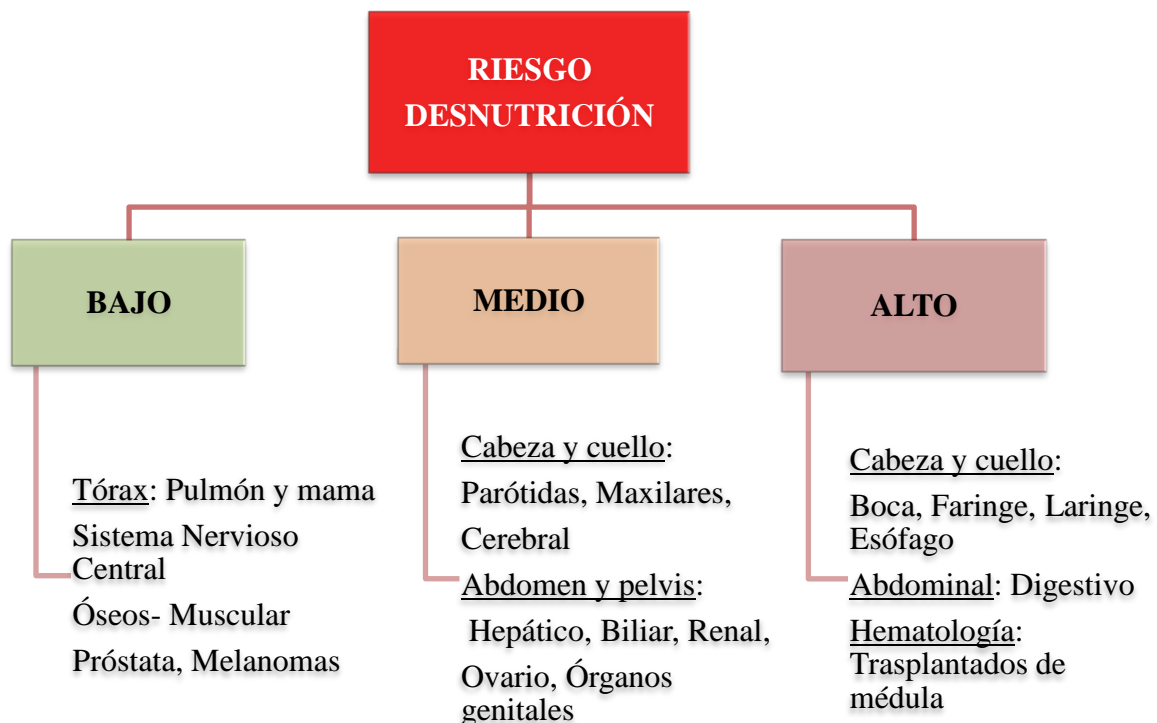 RIESGO
DESNUTRICIÓN
BAJO
MEDIO
ALTO
Tórax: Pulmón y mama
Sistema Nervioso
Central
Óseos- Muscular
Próstata, Melanomas
Cabeza y cuello:
Parótidas, Maxilares,
Cerebral
Abdomen y pelvis:
Hepático, Biliar, Renal,
Ovario, Órganos
genitales
Cabeza y cuello:
Boca, Faringe, Laringe,
Esófago
Abdominal: Digestivo
Hematología:
Trasplantados de
médula